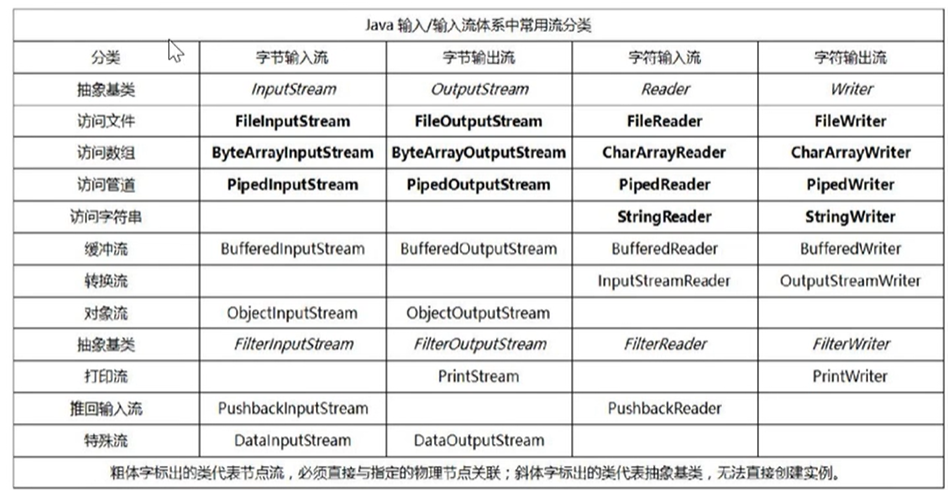 Java 输入/输入流体系中常用流分类
分类 字节输入流 字节输出流 字符输入流 字符输出流
抽象基类 InputStream OutputStream Reader Writer
访问文件 FileInputStream FileOutputStream FileReader FileWriter
访问数组 ByteArrayInputStream ByteArrayOutputStream CharArrayReader CharArrayWriter
访问管道 PipedInputStream PipedOutputStream PipedReader PipedWriter
访问字符串 StringReader StringWriter
缓冲流 BufferedInputStream BufferedOutputStream BufferedReader BufferedWriter
转换流 InputStreamReader OutputStreamWriter
对象流 ObjectInputStream ObjectOutputStream
抽象基类 FilterInputStream FilterOutputStream FilterReader FilterWriter
打印流 PrintStream PrintWriter
推回输入流 PushbackInputStream PushbackReader
特殊流 DataInputStream DataOutputStream
粗体字标出的类代表节点流，必须直接与指定的物理节点关联；斜体字标出的类代表抽象基类，无法直接创建实例。